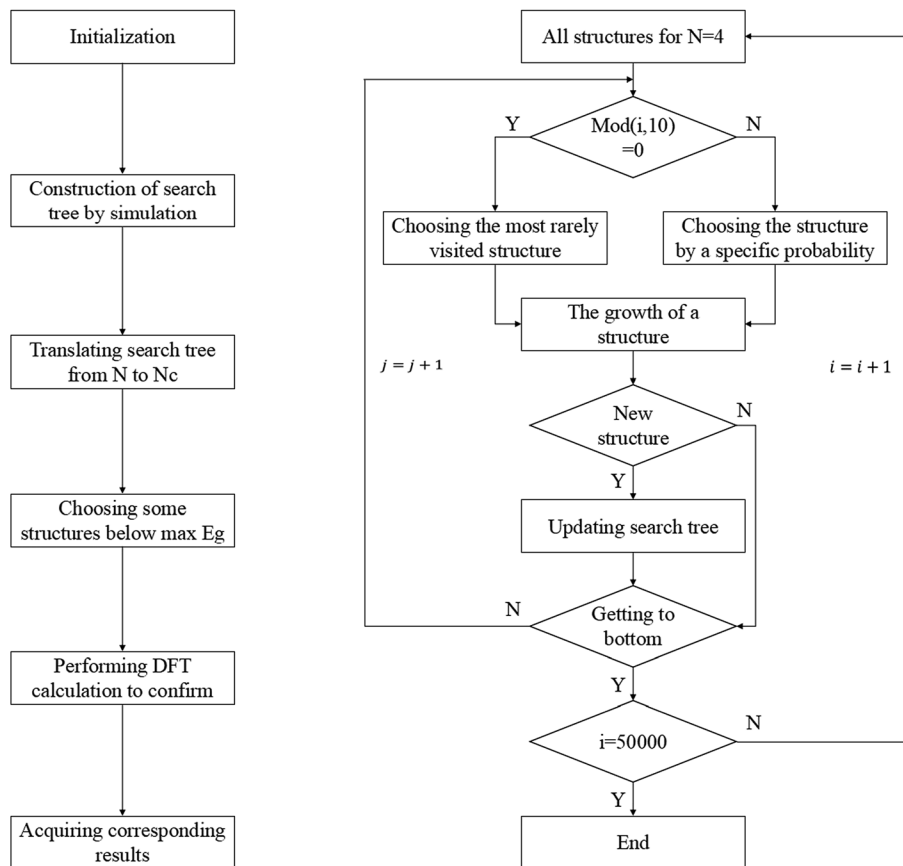 Initialization
Construction of search
tree by simulation
Translating search tree
from N to Nc
Choosing some
structures below max Eg
Performing DFT
calculation to confirm
Acquiring corresponding
results
All structures for N=4
Mod(i,10)
=0
Y
N
Choosing the most rarely
visited structure
Choosing the structure
by a specific probability
The growth of a
structure
j = j + 1
i = i + 1
New
structure
N
Y
Updating search tree
Getting to
bottom
N
Y
i=50000
N
Y
End